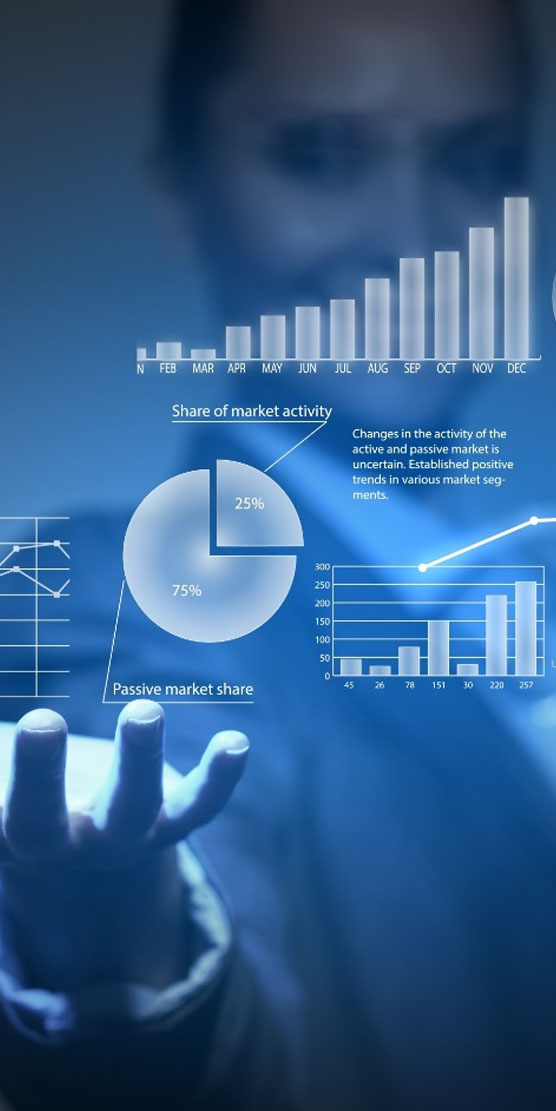 N FEB MAR APR MAY JUN JUL AUG SEP OCT NOV DEC
Share of market activity
Changes in the activity of the
active and passive market is
uncertain. Established positive
trends in various market seg-
ments.
25%
75%
300
250
200
150
100
50
0
45 26 78 151 30 220 257
Passive market share